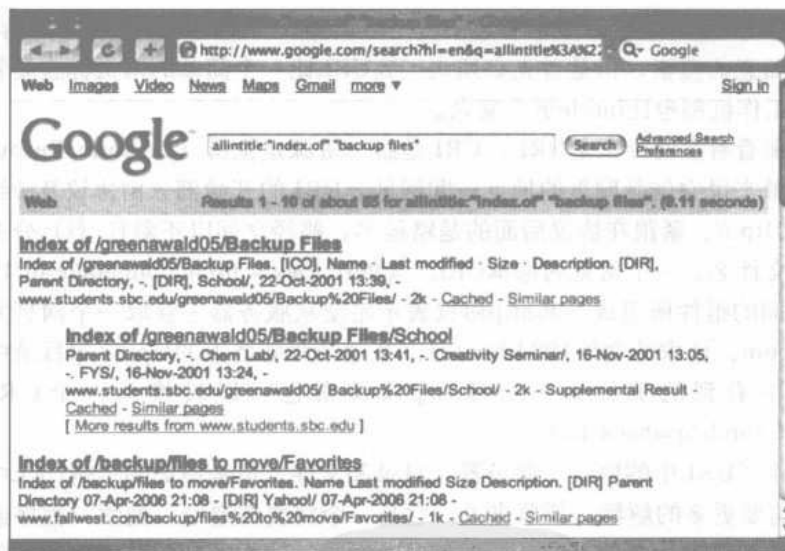 "index.of" "backup files" - Google
http://www.google.com/search?hl=en&q=allintitle%3A%22 Google
Web Images Video News Maps Gmail more ▼ Sign in
Google allintitle:"index.of" "backup files" Search Advanced Search
Preferences
Web Results 1 - 10 of about 85 for allintitle:"index.of" "backup files". (0.11 seconds)
Index of /greenawald05/Backup Files
Index of /greenawald05/Backup Files. [ICO], Name · Last modified · Size · Description. [DIR],
Parent Directory, -. [DIR], School/, 22-Oct-2001 13:39, -.
www.students.sbc.edu/greenawald05/Backup%20Files/ - 2k - Cached - Similar pages
Index of /greenawald05/Backup Files/School
Parent Directory, -. Chem Lab/, 22-Oct-2001 13:41, -. Creativity Seminar/, 16-Nov-2001 13:05,
-. FYS/, 16-Nov-2001 13:24, -
www.students.sbc.edu/greenawald05/ Backup%20Files/School/ - 2k - Supplemental Result -
Cached - Similar pages
[ More results from www.students.sbc.edu ]
Index of /backup/files to move/Favorites
Index of /backup/files to move/Favorites. Name Last modified Size Description. [DIR] Parent
Directory 07-Apr-2006 21:08 - [DIR] Yahoo!/ 07-Apr-2006 21:08 -
www.fallwest.com/backup/files%20to%20move/Favorites/ - 1k - Cached - Similar pages